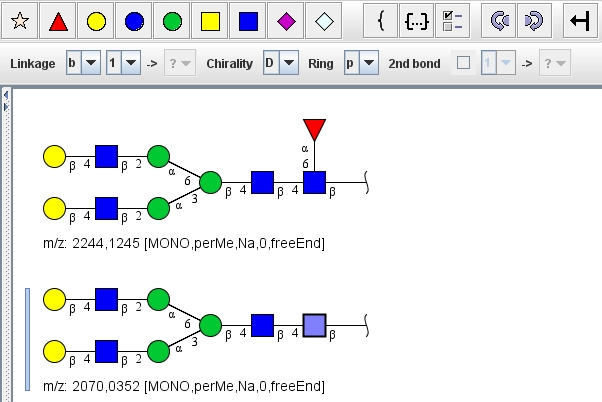 { {...}
Linkage b 1 -> ? Chirality D Ring p 2nd bond 1 -> ?
α
6
β 4 β 2 α 6 β 4 β 4 β
β 4 β 2 α 3
m/z: 2244,1245 [MONO,perMe,Na,0,freeEnd]
β 4 β 2 α 6 β 4 β 4 β
β 4 β 2 α 3
m/z: 2070,0352 [MONO,perMe,Na,0,freeEnd]